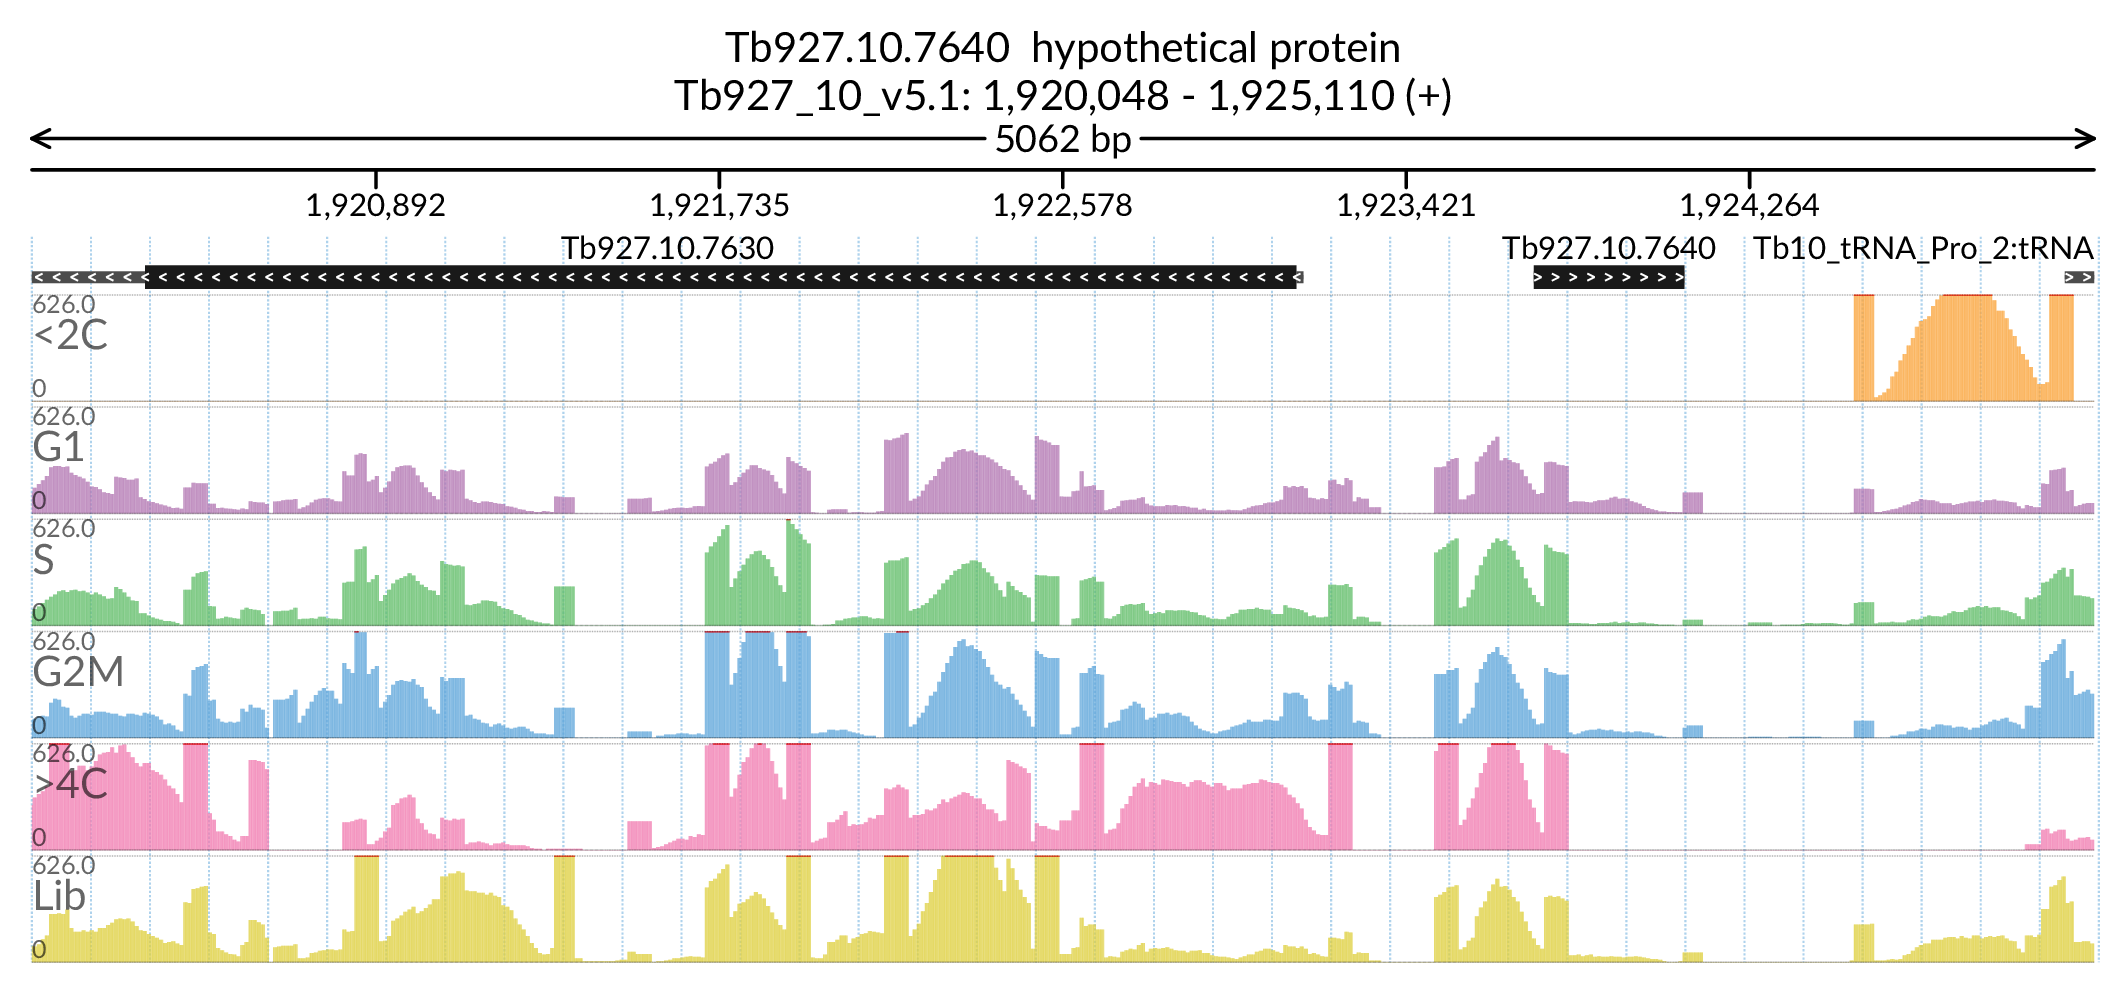 Tb927.10.7640 hypothetical protein
Tb927_10_v5.1: 1,920,048 - 1,925,110 (+)
5062 bp
1,920,892 1,921,735 1,922,578 1,923,421 1,924,264
Tb927.10.7630 Tb927.10.7640 Tb10_tRNA_Pro_2:tRNA
626.0
<2C
0
626.0
G1
0
626.0
S
0
626.0
G2M
0
626.0
>4C
0
626.0
Lib
0